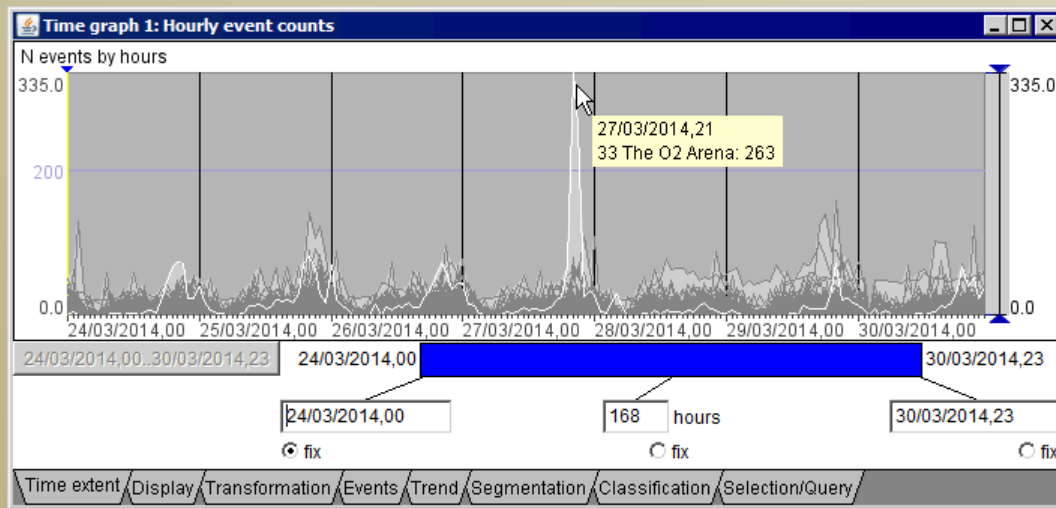 Time graph 1: Hourly event counts
N events by hours
335.0
335.0
27/03/2014,21
33 The O2 Arena: 263
200
0.0
0.0
24/03/2014,00 25/03/2014,00 26/03/2014,00 27/03/2014,00 28/03/2014,00 29/03/2014,00 30/03/2014,00
24/03/2014,00..30/03/2014,23 24/03/2014,00 30/03/2014,23
24/03/2014,00 168 hours 30/03/2014,23
fix fix fix
Time extent Display Transformation Events Trend Segmentation Classification Selection/Query